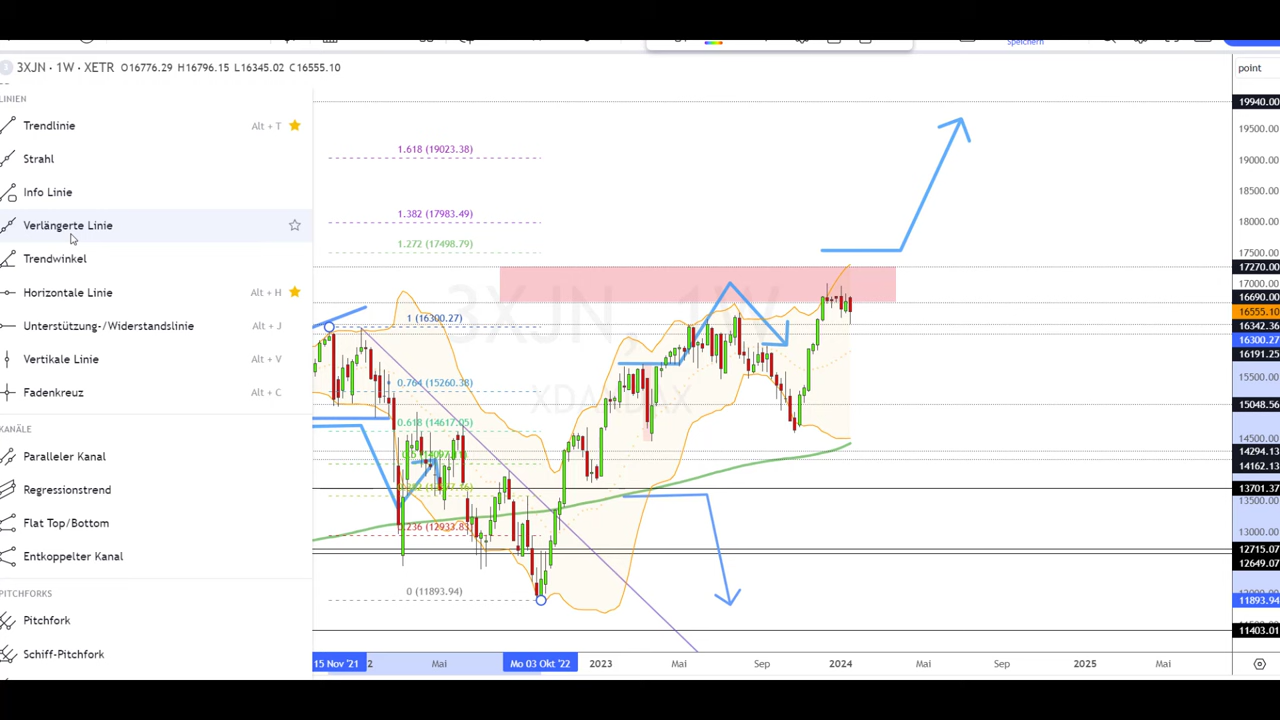 Speichern
3XJN · 1W · XETR O16776.29 H16796.15 L16345.02 C16555.10
point
LINIEN
Trendlinie Alt + T
Strahl
Info Linie
Verlängerte Linie
Trendwinkel
Horizontale Linie Alt + H
Unterstützung-/Widerstandslinie Alt + J
Vertikale Linie Alt + V
Fadenkreuz Alt + C
KANÄLE
Paralleler Kanal
Regressionstrend
Flat Top/Bottom
Entkoppelter Kanal
PITCHFORKS
Pitchfork
Schiff-Pitchfork
1.618 (19023.38)
1.382 (17983.49)
1.272 (17498.79)
3XJN, 1W
XDAXDAX
1 (16300.27)
0.764 (15260.38)
0.618 (14617.05)
0.236 (12933.83)
0 (11893.94)
19940.00
19500.00
19000.00
18500.00
18000.00
17500.00
17270.00
17000.00
16690.00
16555.10
16342.36
16300.27
16191.25
15500.00
15048.56
14500.00
14294.13
14162.13
13701.37
13500.00
13000.00
12715.07
12649.07
11893.94
11403.01
15 Nov '21 2 Mai Mo 03 Okt '22 2023 Mai Sep 2024 Mai Sep 2025 Mai